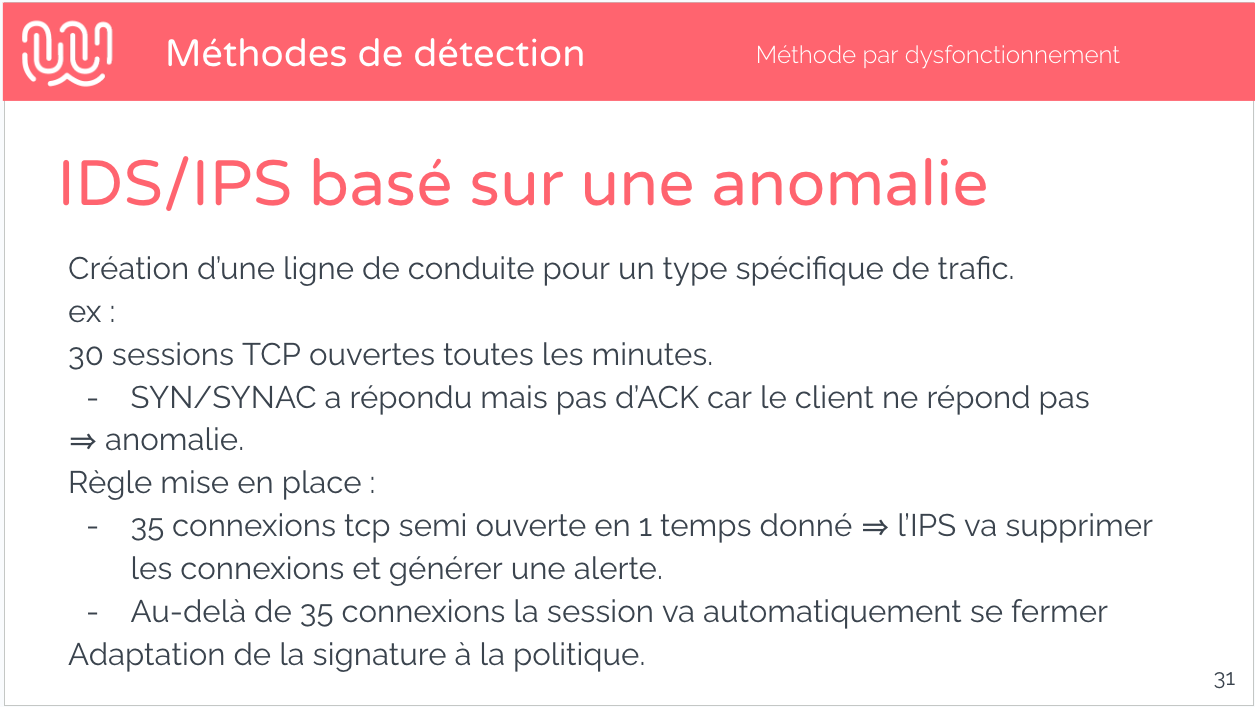 Méthodes de détection
Méthode par dysfonctionnement
IDS/IPS basé sur une anomalie
Création d’une ligne de conduite pour un type spécifique de trafic.
ex :
30 sessions TCP ouvertes toutes les minutes.
- SYN/SYNAC a répondu mais pas d’ACK car le client ne répond pas
⇒ anomalie.
Règle mise en place :
- 35 connexions tcp semi ouverte en 1 temps donné ⇒ l’IPS va supprimer
les connexions et générer une alerte.
- Au-delà de 35 connexions la session va automatiquement se fermer
Adaptation de la signature à la politique.
31